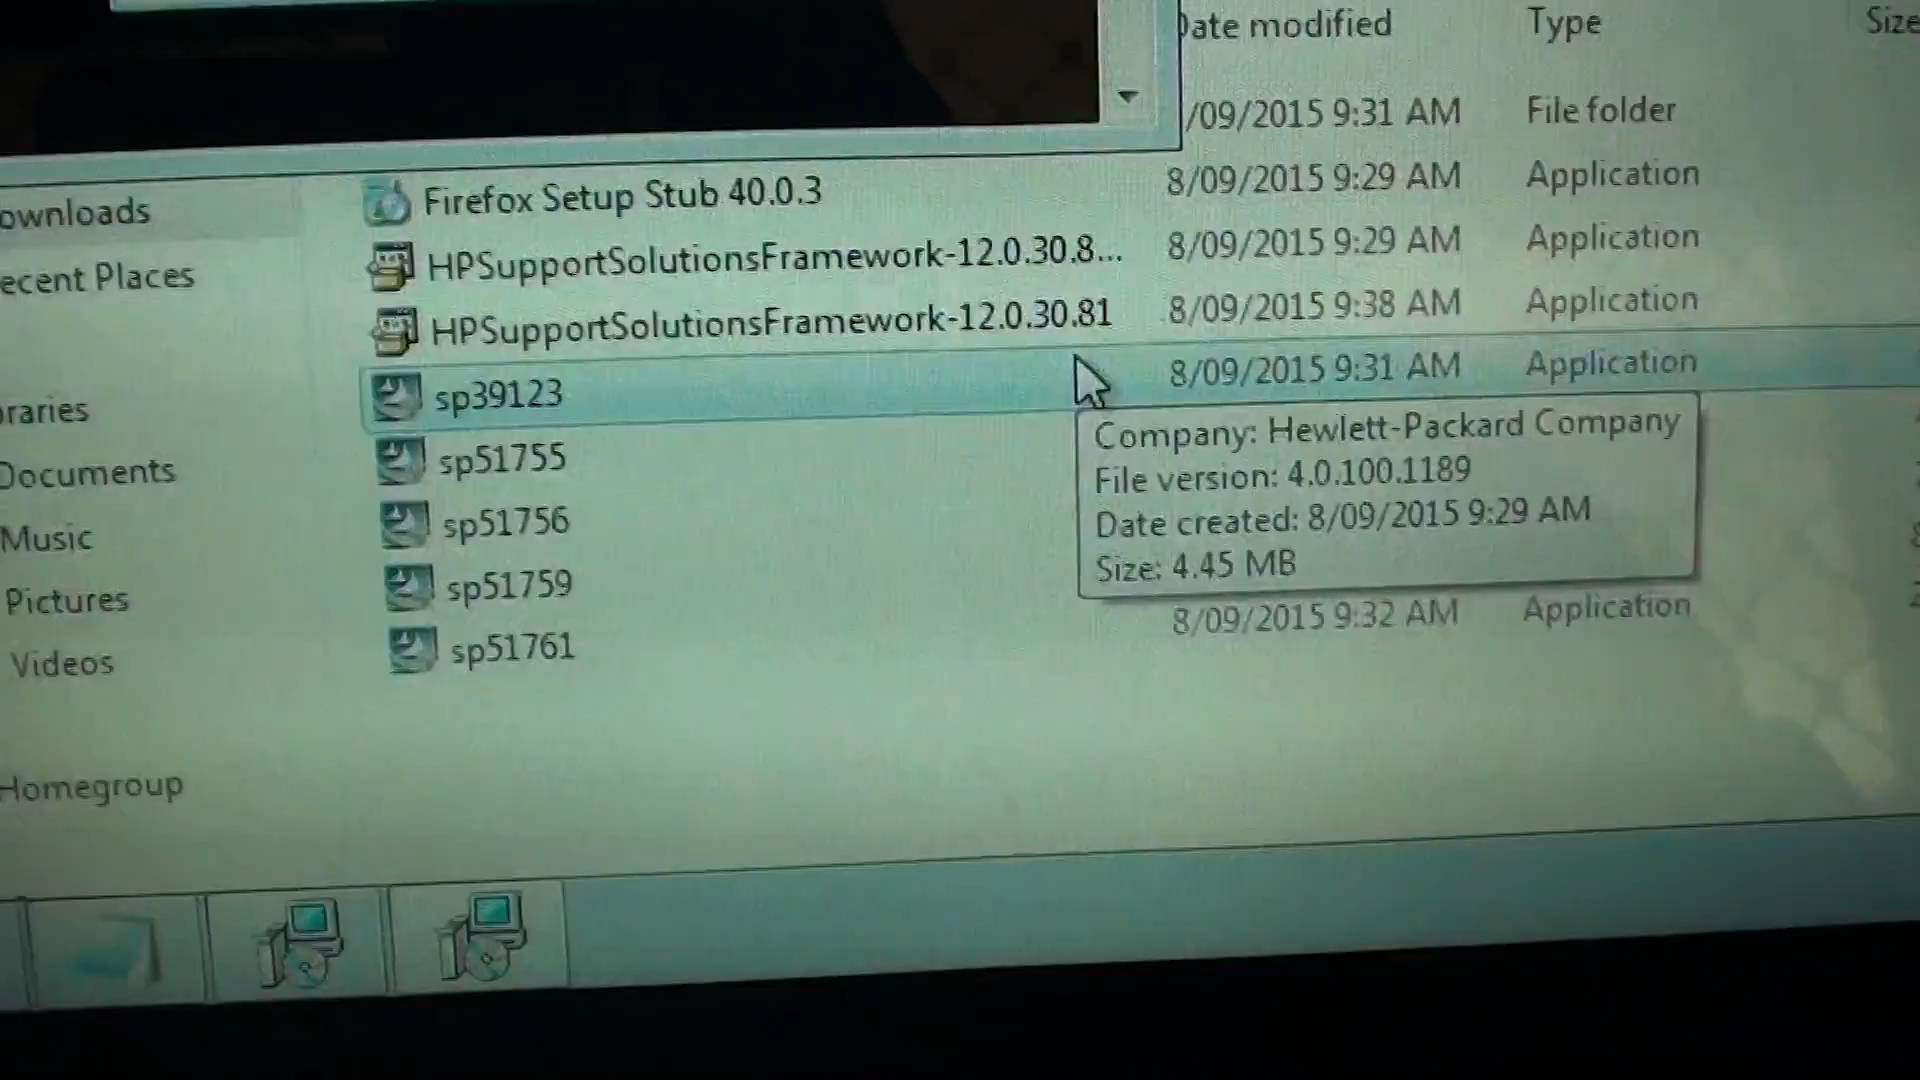 Date modified Type Size
/09/2015 9:31 AM File folder
ownloads Firefox Setup Stub 40.0.3 8/09/2015 9:29 AM Application
ecent Places HPSupportSolutionsFramework-12.0.30.8... 8/09/2015 9:29 AM Application
HPSupportSolutionsFramework-12.0.30.81 8/09/2015 9:38 AM Application
raries sp39123 8/09/2015 9:31 AM Application
Documents sp51755
Music sp51756
Pictures sp51759
Videos sp51761
Company: Hewlett-Packard Company
File version: 4.0.100.1189
Date created: 8/09/2015 9:29 AM
Size: 4.45 MB
8/09/2015 9:32 AM Application
Homegroup